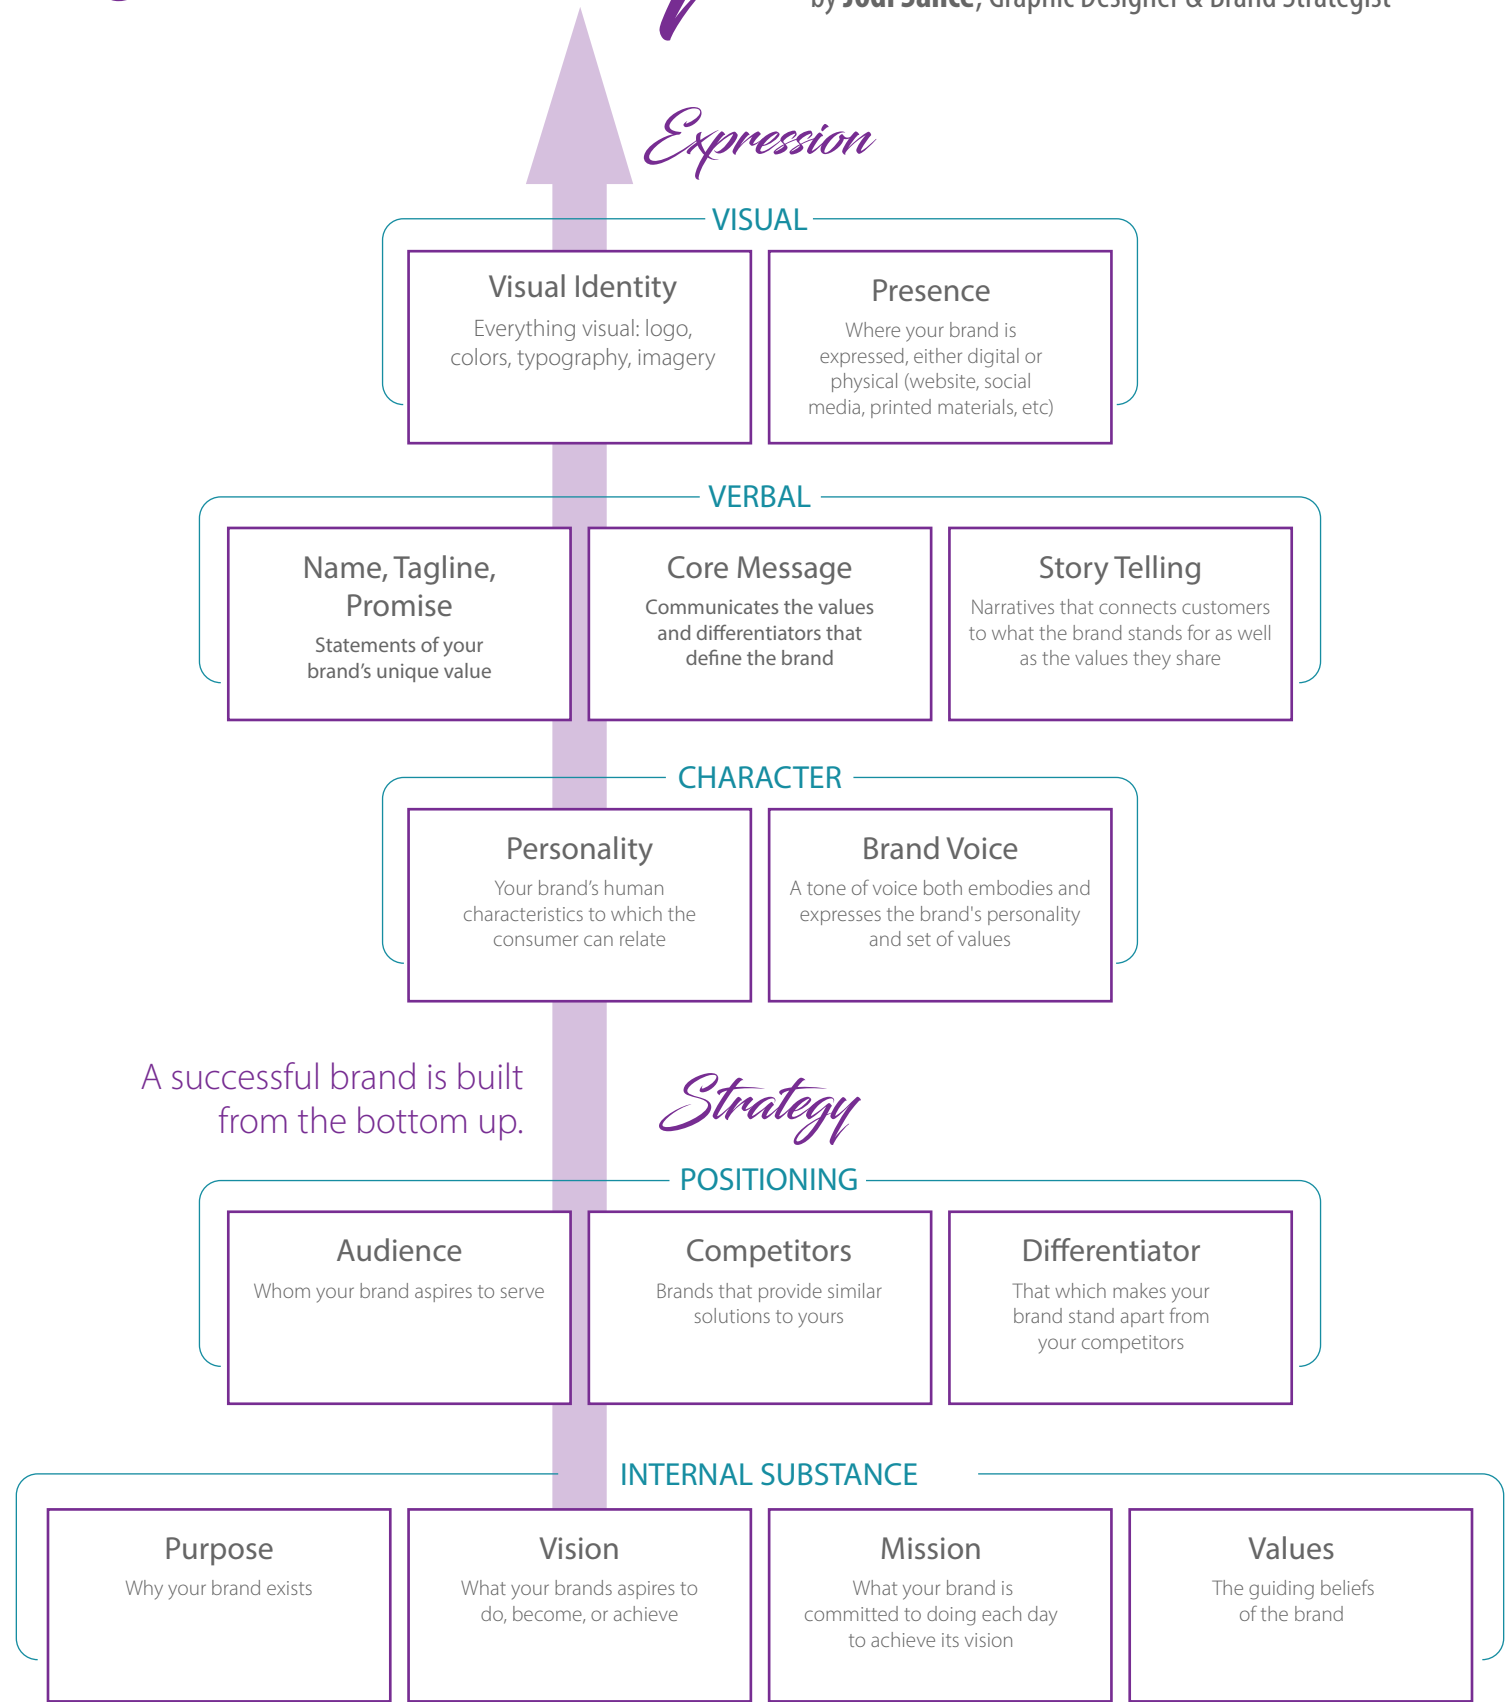 by Jodi Sance, Graphic Designer & Brand Strategist
Expression
VISUAL
Visual Identity
Everything visual: logo,
colors, typography, imagery
Presence
Where your brand is
expressed, either digital or
physical (website, social
media, printed materials, etc)
VERBAL
Name, Tagline,
Promise
Statements of your
brand’s unique value
Core Message
Communicates the values
and differentiators that
define the brand
Story Telling
Narratives that connects customers
to what the brand stands for as well
as the values they share
CHARACTER
Personality
Your brand’s human
characteristics to which the
consumer can relate
Brand Voice
A tone of voice both embodies and
expresses the brand's personality
and set of values
A successful brand is built
from the bottom up.
Strategy
POSITIONING
Audience
Whom your brand aspires to serve
Competitors
Brands that provide similar
solutions to yours
Differentiator
That which makes your
brand stand apart from
your competitors
INTERNAL SUBSTANCE
Purpose
Why your brand exists
Vision
What your brands aspires to
do, become, or achieve
Mission
What your brand is
committed to doing each day
to achieve its vision
Values
The guiding beliefs
of the brand